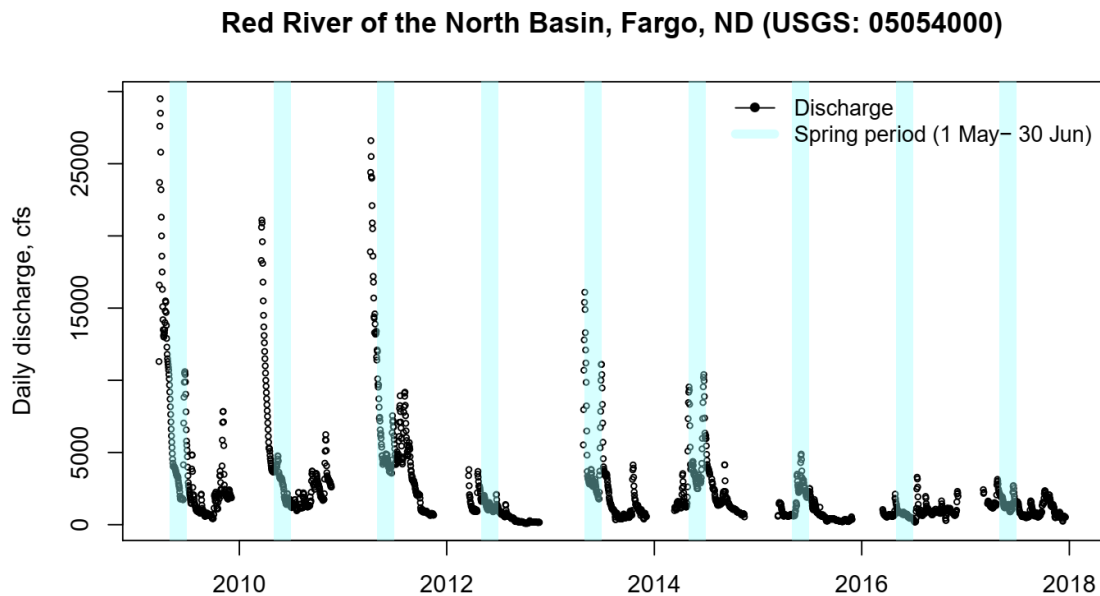 Red River of the North Basin, Fargo, ND (USGS: 05054000)
Discharge
Spring period (1 May− 30 Jun)
Daily discharge, cfs
25000
15000
5000
0
2010 2012 2014 2016 2018